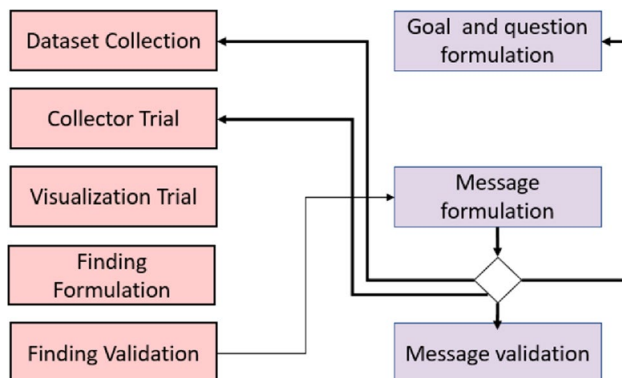 Dataset Collection
Collector Trial
Visualization Trial
Finding
Formulation
Finding Validation
Goal and question
formulation
Message
formulation
Message validation